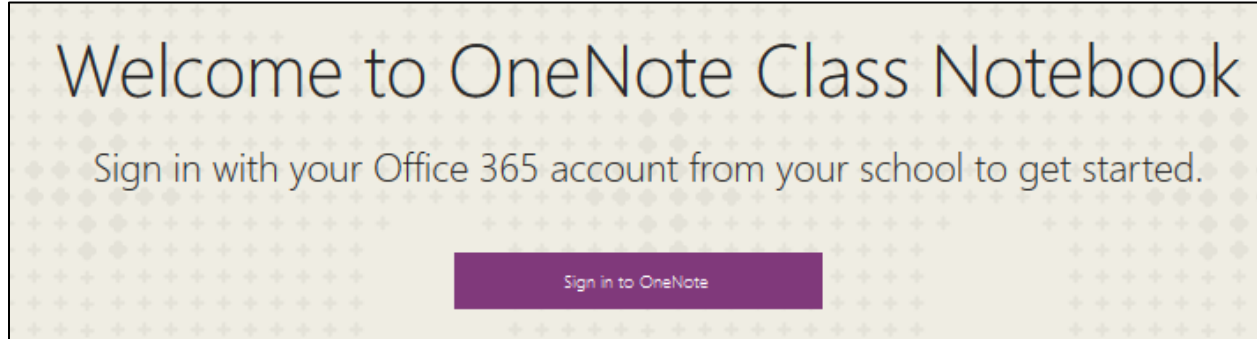 Welcome to OneNote Class Notebook
Sign in with your Office 365 account from your school to get started.
Sign in to OneNote